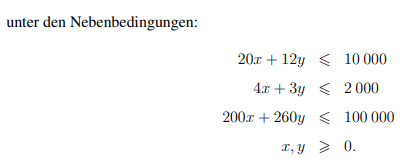 unter den Nebenbedingungen:
20x + 12y ⩽ 10 000
4x + 3y ⩽ 2 000
200x + 260y ⩽ 100 000
x, y ⩾ 0.